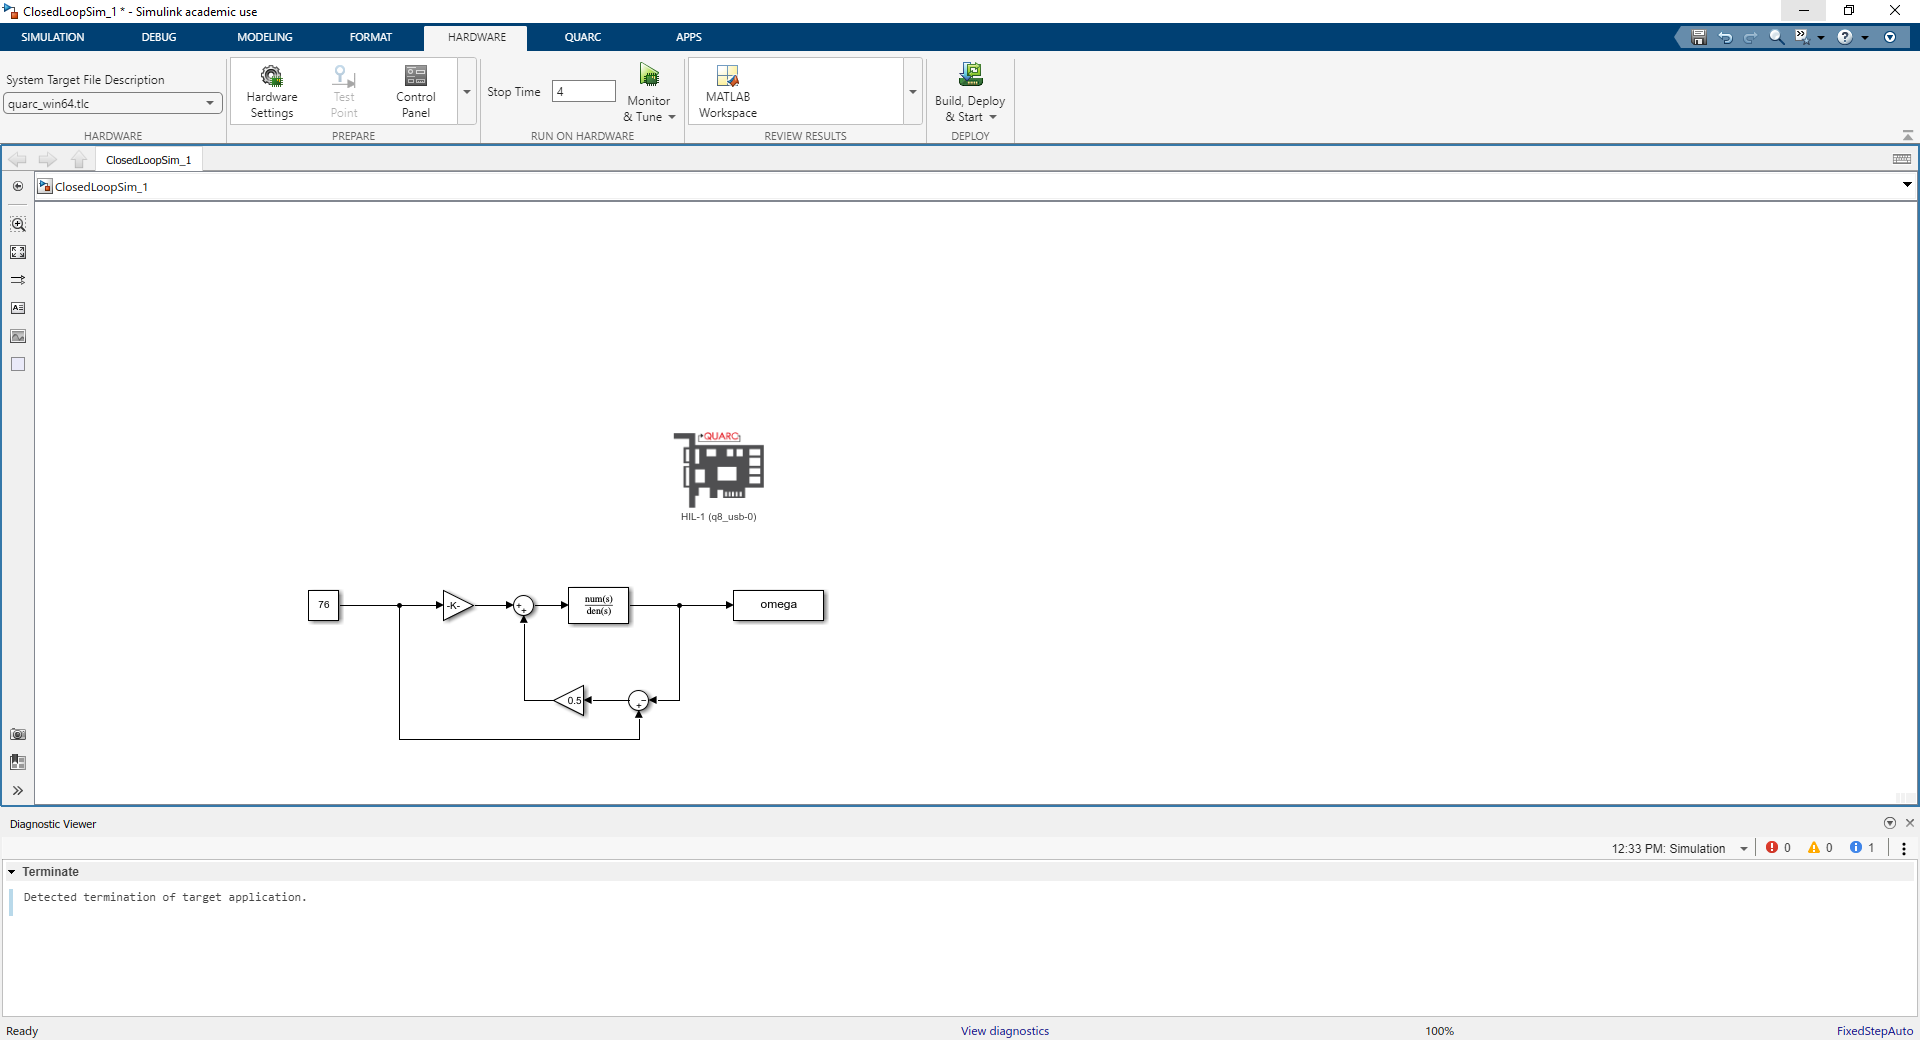 ClosedLoopSim_1 * - Simulink academic use
SIMULATION DEBUG MODELING FORMAT HARDWARE QUARC APPS
System Target File Description
quarc_win64.tlc
HARDWARE
Hardware
Settings
Test
Point
Control
Panel
PREPARE
Stop Time 4
Monitor
& Tune
RUN ON HARDWARE
MATLAB
Workspace
REVIEW RESULTS
Build, Deploy
& Start
DEPLOY
ClosedLoopSim_1
ClosedLoopSim_1
QUARC
HIL-1 (q8_usb-0)
76
-K-
num(s)
den(s)
omega
0.5
Diagnostic Viewer
12:33 PM: Simulation 0 0 1
Terminate
Detected termination of target application.
Ready View diagnostics 100% FixedStepAuto